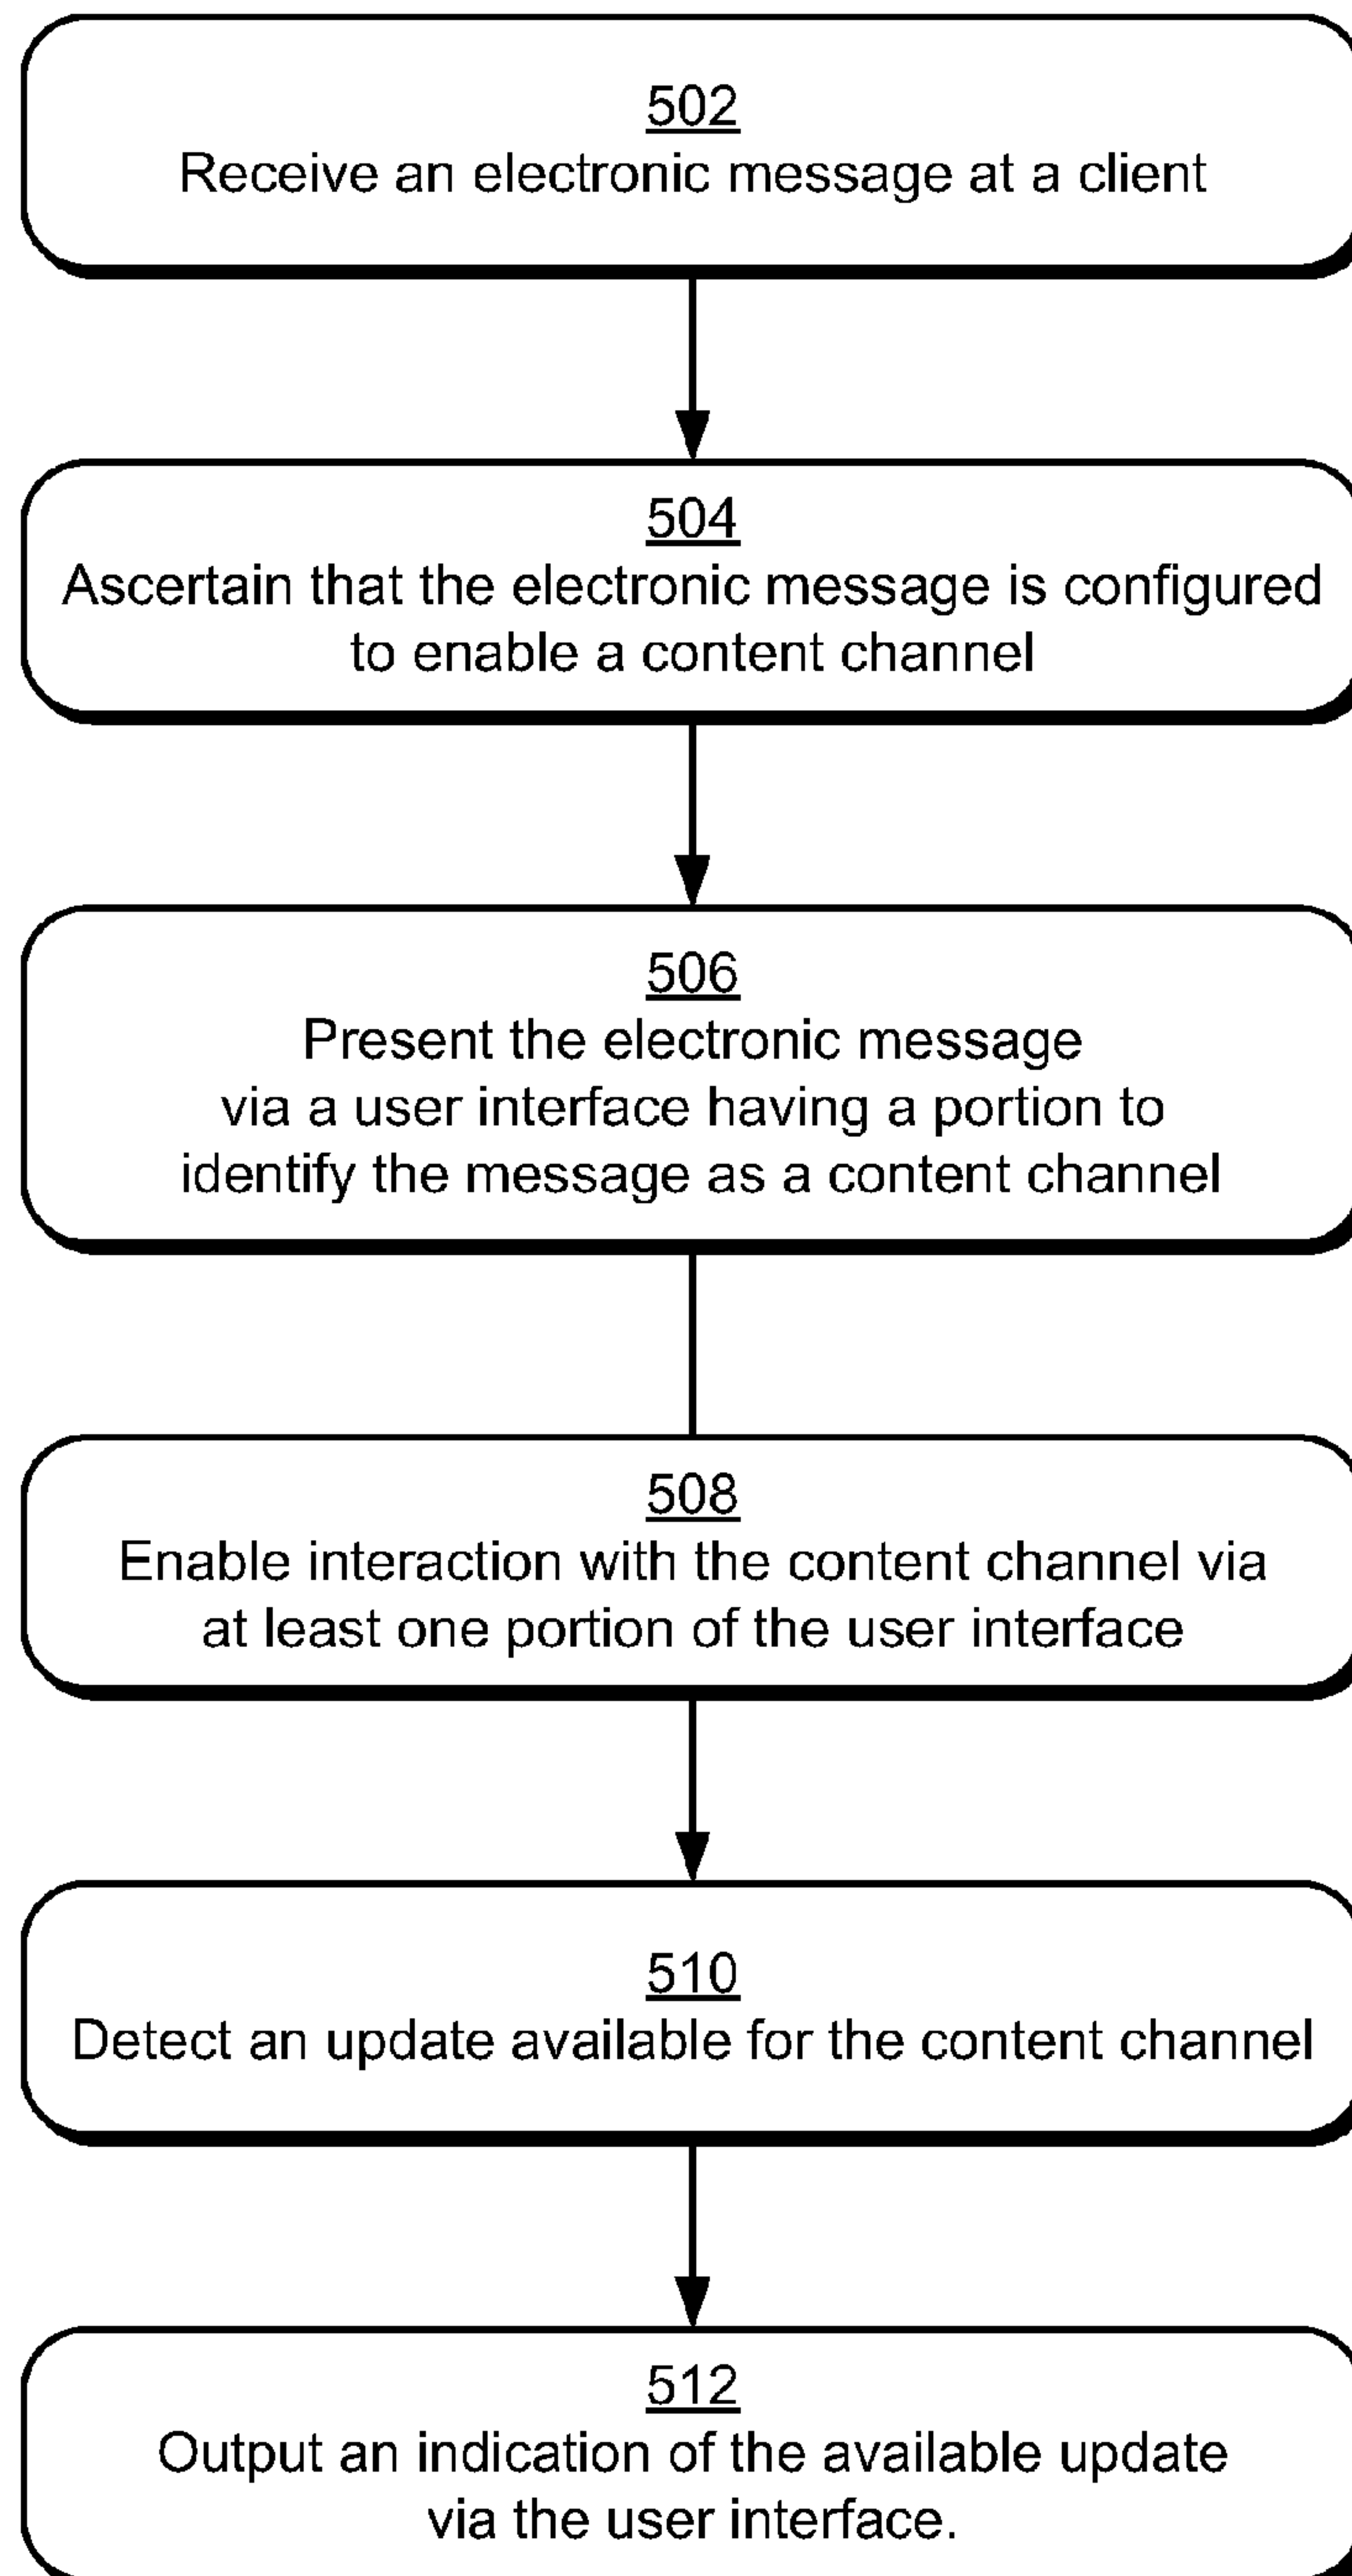 502
Receive an electronic message at a client
504
Ascertain that the electronic message is configured
to enable a content channel
506
Present the electronic message
via a user interface having a portion to
identify the message as a content channel
508
Enable interaction with the content channel via
at least one portion of the user interface
510
Detect an update available for the content channel
512
Output an indication of the available update
via the user interface.